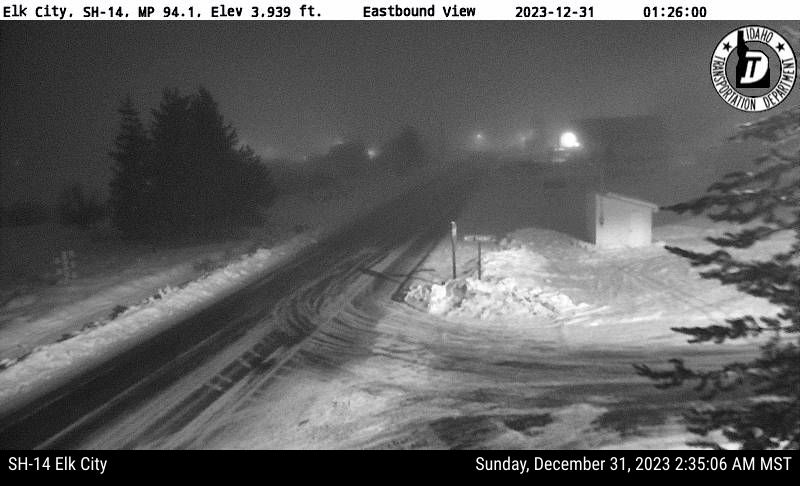 Elk City, SH-14, MP 94.1, Elev 3,939 ft. Eastbound View 2023-12-31 01:26:00
IDAHO
TRANSPORTATION DEPARTMENT
SH-14 Elk City Sunday, December 31, 2023 2:35:06 AM MST